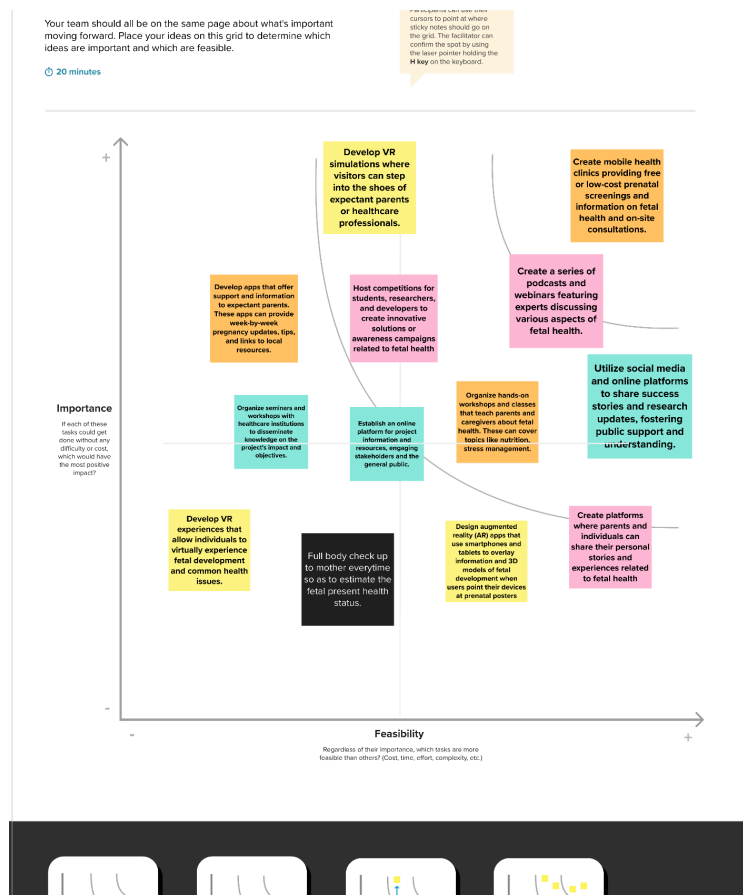 Your team should all be on the same page about what's important
moving forward. Place your ideas on this grid to determine which
ideas are important and which are feasible.
20 minutes
Participants can use their
cursors to point at where
sticky notes should go on
the grid. The facilitator can
confirm the spot by using
the laser pointer holding the
H key on the keyboard.
+
Develop VR
simulations where
visitors can step
into the shoes of
expectant parents
or healthcare
professionals.
Create mobile health
clinics providing free
or low-cost prenatal
screenings and
information on fetal
health and on-site
consultations.
Create a series of
podcasts and
webinars featuring
experts discussing
various aspects of
fetal health.
Develop apps that offer
support and information
to expectant parents.
These apps can provide
week-by-week
pregnancy updates, tips,
and links to local
resources.
Host competitions for
students, researchers,
and developers to
create innovative
solutions or
awareness campaigns
related to fetal health
Utilize social media
and online platforms
to share success
stories and research
updates, fostering
public support and
understanding.
Importance
If each of these
tasks could get
done without any
difficulty or cost,
which would have
the most positive
impact?
Organize seminars and
workshops with
healthcare institutions
to disseminate
knowledge on the
project's impact and
objectives.
Establish an online
platform for project
information and
resources, engaging
stakeholders and the
general public.
Organize hands-on
workshops and classes
that teach parents and
caregivers about fetal
health. These can cover
topics like nutrition,
stress management.
Develop VR
experiences that
allow individuals to
virtually experience
fetal development
and common health
issues.
Full body check up
to mother everytime
so as to estimate the
fetal present health
status.
Design augmented
reality (AR) apps that
use smartphones and
tablets to overlay
information and 3D
models of fetal
development when
users point their devices
at prenatal posters
Create platforms
where parents and
individuals can
share their personal
stories and
experiences related
to fetal health
-
-
Feasibility
+
Regardless of their importance, which tasks are more
feasible than others? (Cost, time, effort, complexity, etc.)